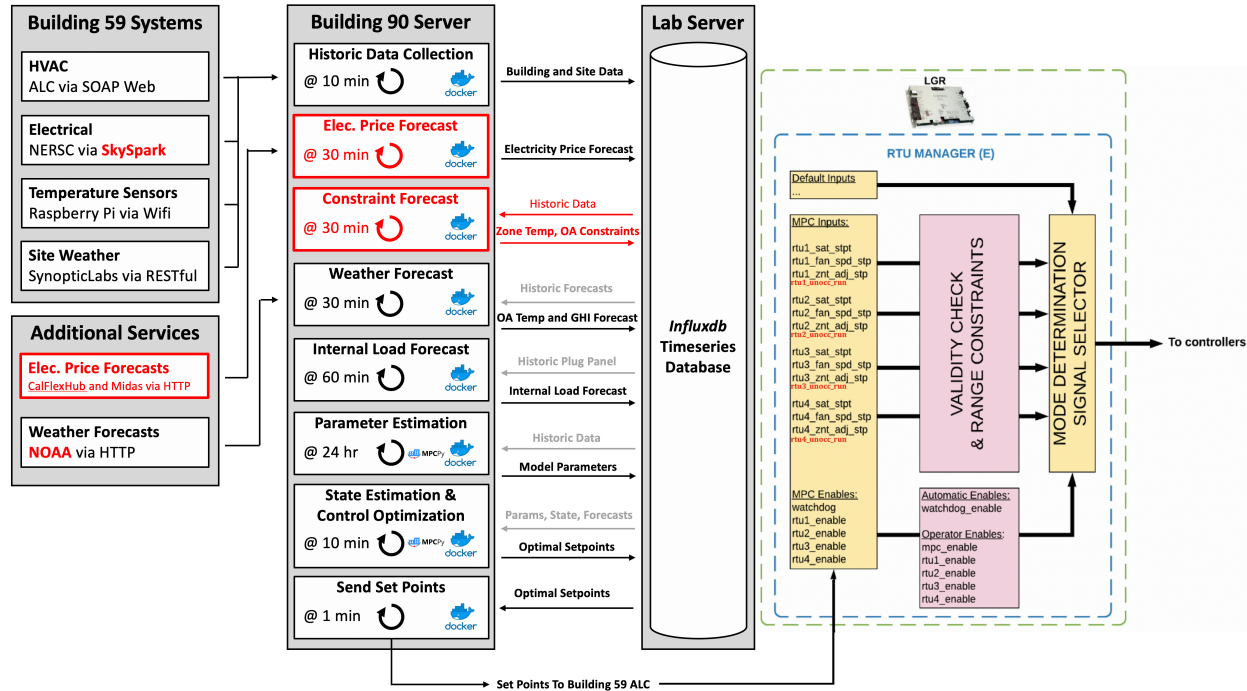 Building 59 Systems
HVAC
ALC via SOAP Web
Electrical
NERSC via SkySpark
Temperature Sensors
Raspberry Pi via Wifi
Site Weather
SynopticLabs via RESTful
Additional Services
Elec. Price Forecasts
CalFlexHub and Midas via HTTP
Weather Forecasts
NOAA via HTTP
Building 90 Server
Historic Data Collection
@ 10 min
docker
Elec. Price Forecast
@ 30 min
docker
Constraint Forecast
@ 30 min
docker
Weather Forecast
@ 30 min
docker
Internal Load Forecast
@ 60 min
docker
Parameter Estimation
@ 24 hr
MPCPy
docker
State Estimation &
Control Optimization
@ 10 min
MPCPy
docker
Send Set Points
@ 1 min
docker
Building and Site Data
Electricity Price Forecast
Historic Data
Zone Temp, OA Constraints
Historic Forecasts
OA Temp and GHI Forecast
Historic Plug Panel
Internal Load Forecast
Historic Data
Model Parameters
Params, State, Forecasts
Optimal Setpoints
Optimal Setpoints
Set Points To Building 59 ALC
Lab Server
Influxdb
Timeseries
Database
LGR
RTU MANAGER (E)
Default Inputs
...
MPC Inputs:
rtu1_sat_stpt
rtu1_fan_spd_stp
rtu1_znt_adj_stp
rtu1_unocc_run
rtu2_sat_stpt
rtu2_fan_spd_stp
rtu2_znt_adj_stp
rtu2_unocc_run
rtu3_sat_stpt
rtu3_fan_spd_stp
rtu3_znt_adj_stp
rtu3_unocc_run
rtu4_sat_stpt
rtu4_fan_spd_stp
rtu4_znt_adj_stp
rtu4_unocc_run
MPC Enables:
watchdog
rtu1_enable
rtu2_enable
rtu3_enable
rtu4_enable
VALIDITY CHECK
& RANGE CONSTRAINTS
Automatic Enables:
watchdog_enable
Operator Enables:
mpc_enable
rtu1_enable
rtu2_enable
rtu3_enable
rtu4_enable
MODE DETERMINATION
SIGNAL SELECTOR
To controllers